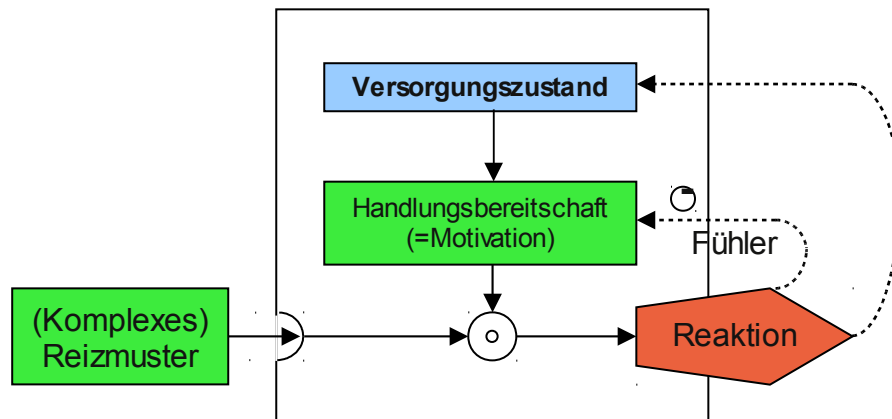 Versorgungszustand
Handlungsbereitschaft
(=Motivation)
Fühler
(Komplexes)
Reizmuster
Reaktion